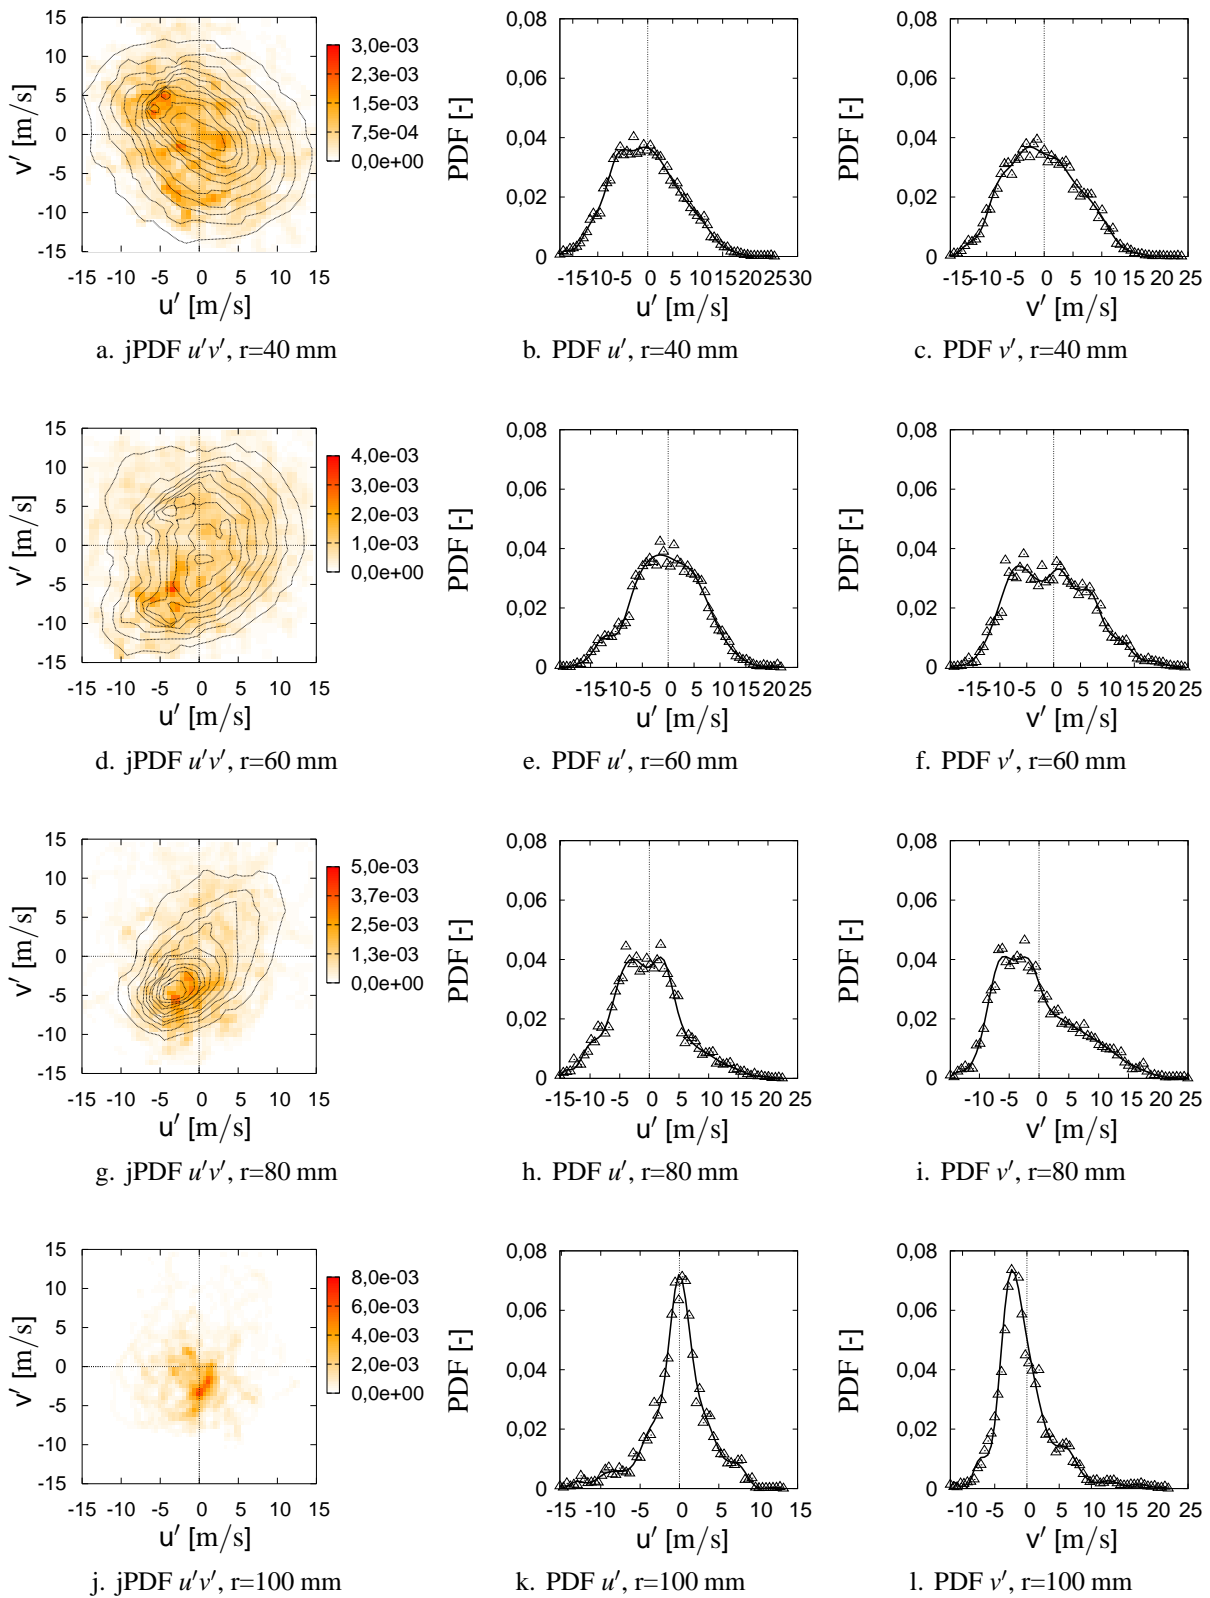 15
10
5
0
-5
-10
-15
-15 -10 -5 0 5 10 15
v′ [m/s]
u′ [m/s]
3,0e-03
2,3e-03
1,5e-03
7,5e-04
0,0e+00
a. jPDF u′v′, r=40 mm
0,08
0,06
0,04
0,02
0
PDF [-]
-15-10-5 0 5 10 15 20 25 30
u′ [m/s]
b. PDF u′, r=40 mm
0,08
0,06
0,04
0,02
0
PDF [-]
-15 -10 -5 0 5 10 15 20 25
v′ [m/s]
c. PDF v′, r=40 mm
15
10
5
0
-5
-10
-15
-15 -10 -5 0 5 10 15
v′ [m/s]
u′ [m/s]
4,0e-03
3,0e-03
2,0e-03
1,0e-03
0,0e+00
d. jPDF u′v′, r=60 mm
0,08
0,06
0,04
0,02
0
PDF [-]
-15-10-5 0 5 10 15 20 25
u′ [m/s]
e. PDF u′, r=60 mm
0,08
0,06
0,04
0,02
0
PDF [-]
-15-10-5 0 5 10 15 20 25
v′ [m/s]
f. PDF v′, r=60 mm
15
10
5
0
-5
-10
-15
-15 -10 -5 0 5 10 15
v′ [m/s]
u′ [m/s]
5,0e-03
3,7e-03
2,5e-03
1,3e-03
0,0e+00
g. jPDF u′v′, r=80 mm
0,08
0,06
0,04
0,02
0
PDF [-]
-15-10 -5 0 5 10 15 20 25
u′ [m/s]
h. PDF u′, r=80 mm
0,08
0,06
0,04
0,02
0
PDF [-]
-10 -5 0 5 10 15 20 25
v′ [m/s]
i. PDF v′, r=80 mm
15
10
5
0
-5
-10
-15
-15 -10 -5 0 5 10 15
v′ [m/s]
u′ [m/s]
8,0e-03
6,0e-03
4,0e-03
2,0e-03
0,0e+00
j. jPDF u′v′, r=100 mm
0,08
0,06
0,04
0,02
0
PDF [-]
-15 -10 -5 0 5 10 15
u′ [m/s]
k. PDF u′, r=100 mm
0,08
0,06
0,04
0,02
0
PDF [-]
-10 -5 0 5 10 15 20 25
v′ [m/s]
l. PDF v′, r=100 mm